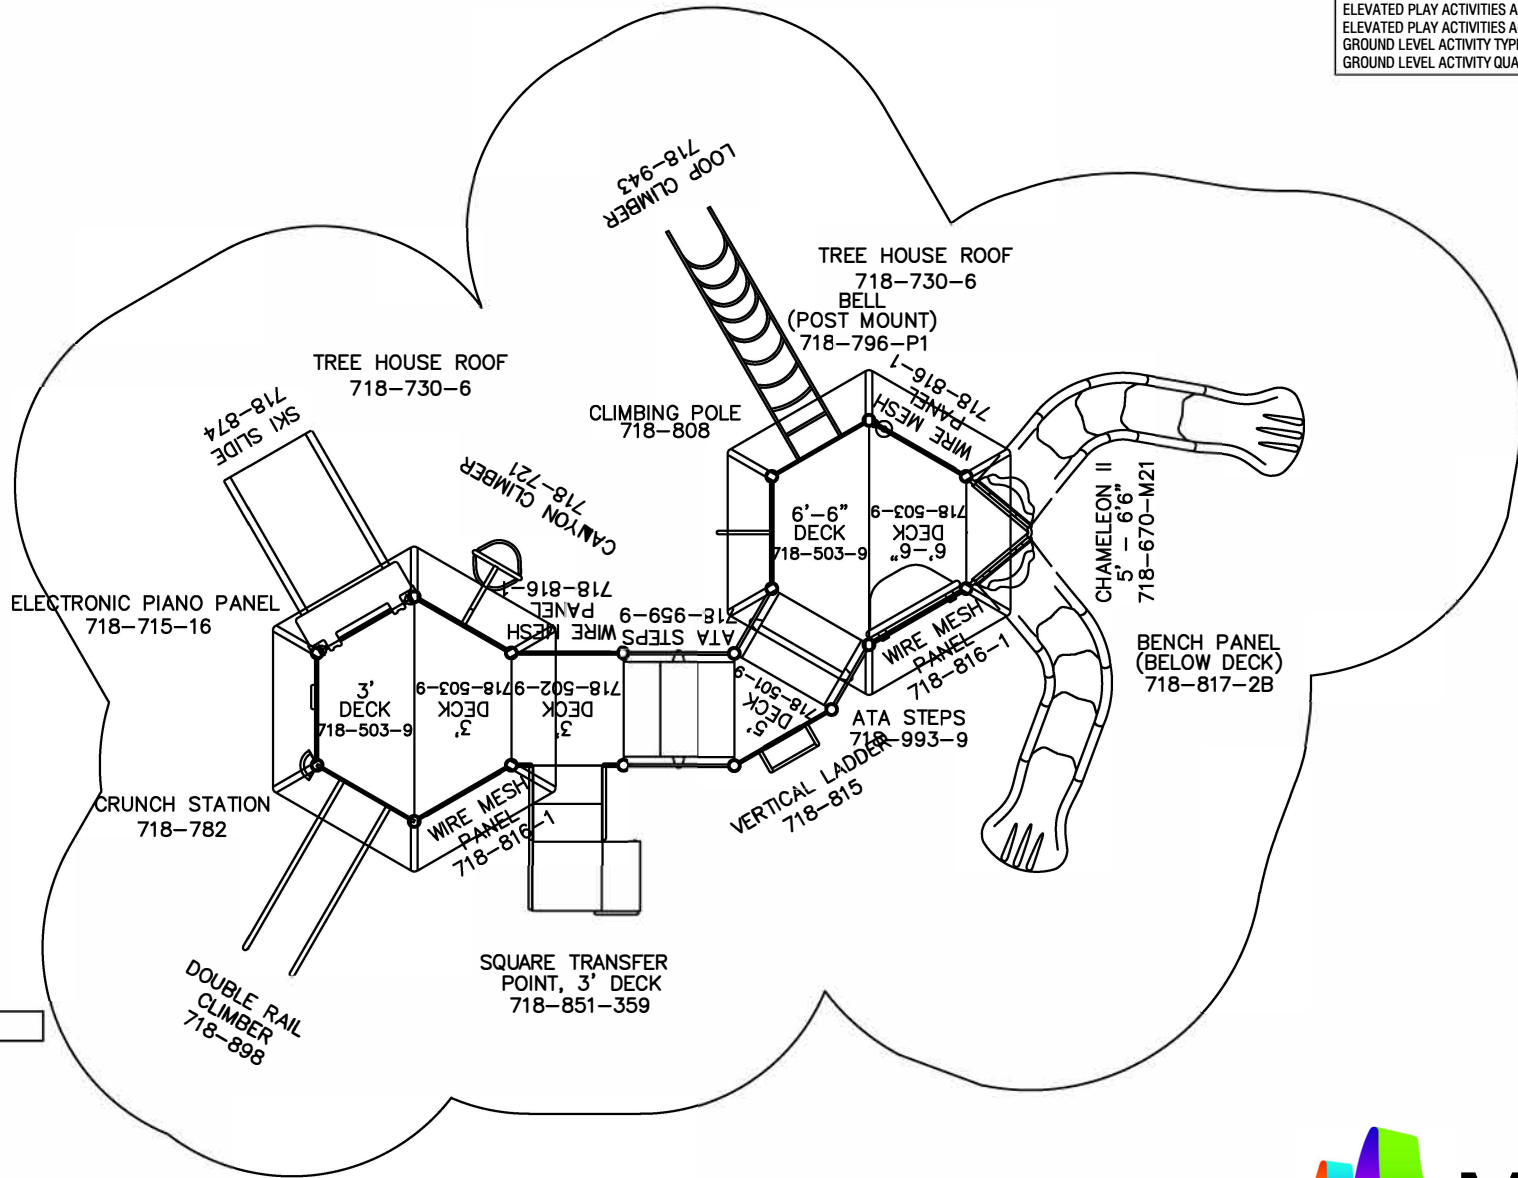 ELEVATED PLAY ACTIVITIES A
ELEVATED PLAY ACTIVITIES A
GROUND LEVEL ACTIVITY TYP
GROUND LEVEL ACTIVITY QUA
LOOP CLIMBER
718-943
TREE HOUSE ROOF
718-730-6
BELL
(POST MOUNT)
718-796-P1
WIRE MESH
PANEL
718-816-1
TREE HOUSE ROOF
718-730-6
SKI SLIDE
718-874
CLIMBING POLE
718-808
CANYON CLIMBER
718-721
6'-6"
DECK
718-503-9
6'-6"
DECK
718-503-9
CHAMELEON II
5' - 6'6"
718-670-M21
ELECTRONIC PIANO PANEL
718-715-16
WIRE MESH
PANEL
718-816-1
ATA STEPS
718-959-9
WIRE MESH
PANEL
718-816-1
BENCH PANEL
(BELOW DECK)
718-817-2B
3'
DECK
718-503-9
3'
DECK
718-503-9
3'
DECK
718-502-9
5'
DECK
718-501-9
ATA STEPS
718-993-9
VERTICAL LADDER
718-815
CRUNCH STATION
718-782
WIRE MESH
PANEL
718-816-1
SQUARE TRANSFER
POINT, 3' DECK
718-851-359
DOUBLE RAIL
CLIMBER
718-898